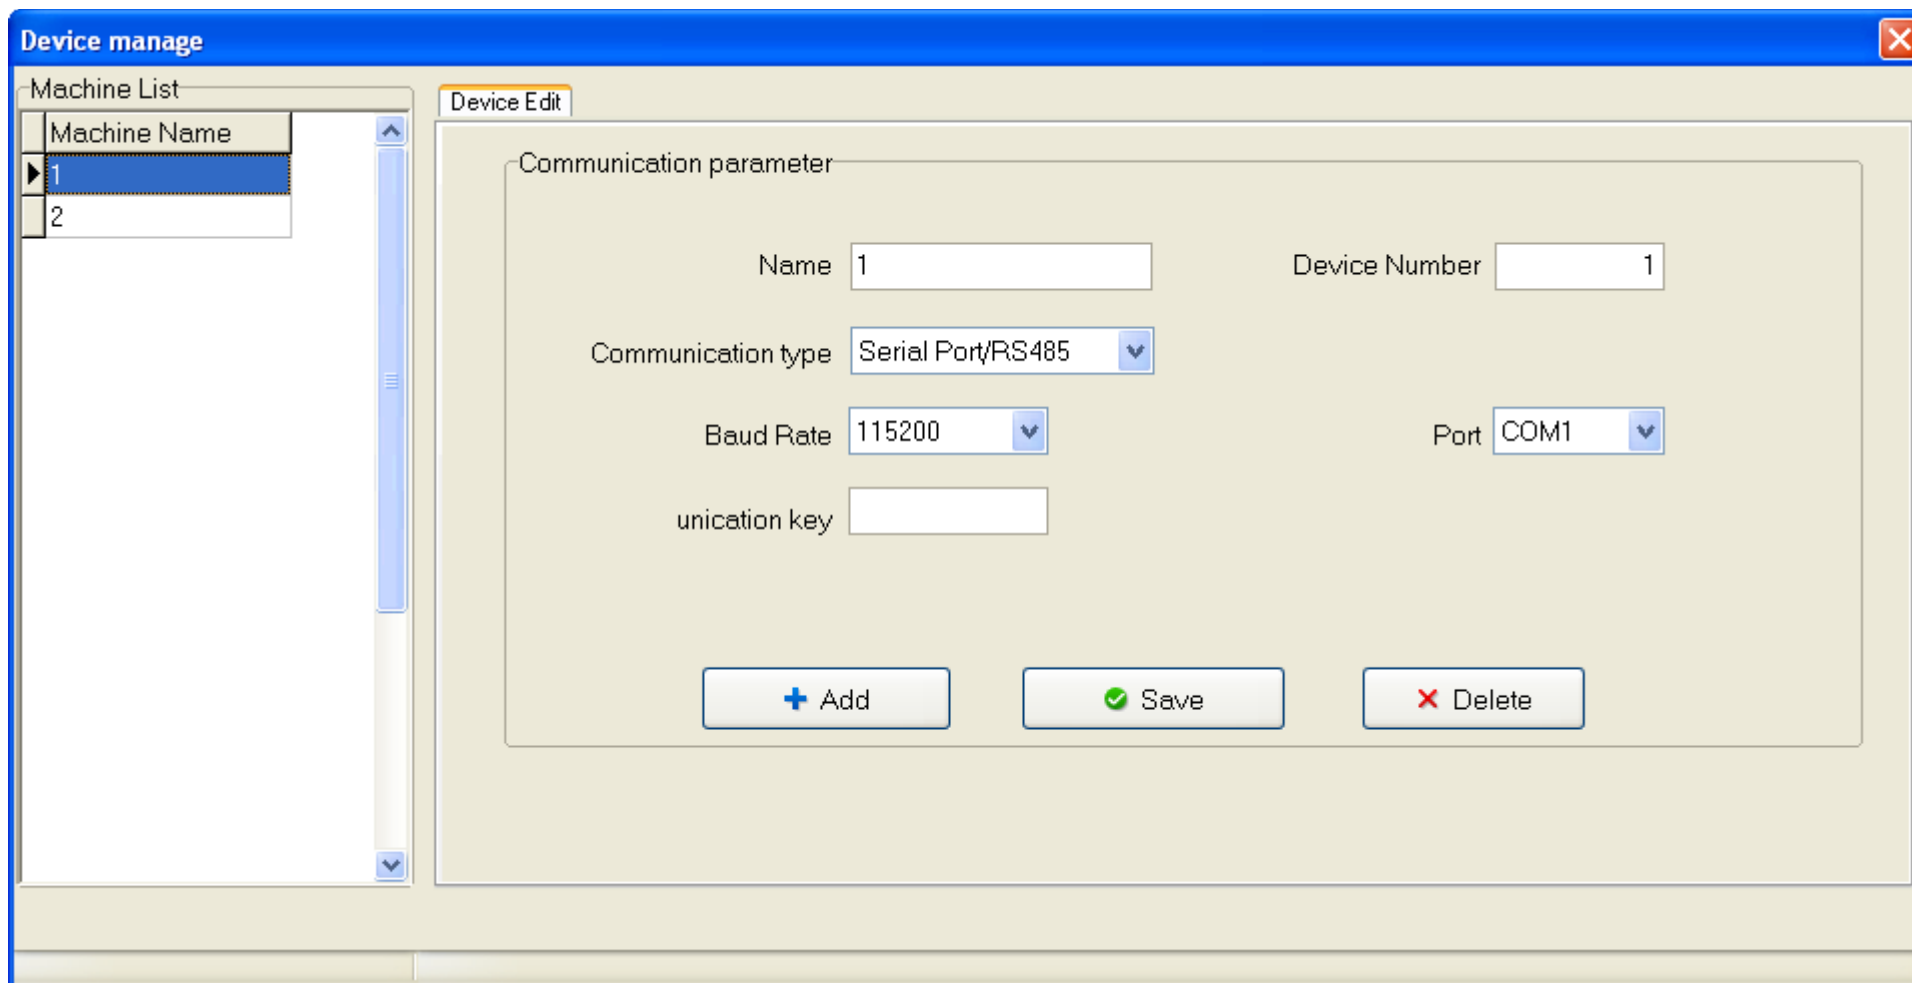 Device manage
Machine List
Machine Name
1
2
Device Edit
Communication parameter
Name 1 Device Number 1
Communication type Serial Port/RS485
Baud Rate 115200 Port COM1
unication key
Add Save Delete